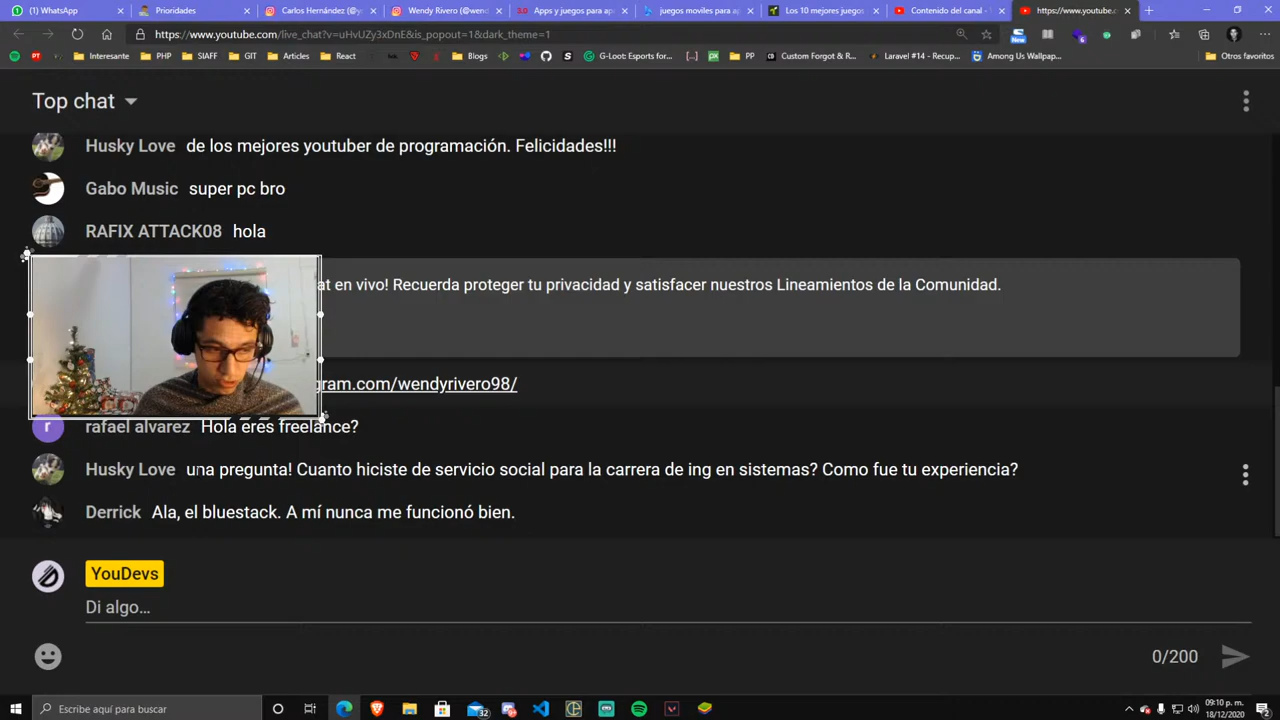 WhatsApp
Prioridades
Carlos Hernández (@y
Wendy Rivero (@wend
Apps y juegos para ap
juegos moviles para ap
Los 10 mejores juegos
Contenido del canal -
https://www.youtube.c
https://www.youtube.com/live_chat?v=uHvUZy3xDnE&is_popout=1&dark_theme=1
Interesante
PHP
SIAFF
GIT
Articles
React
Blogs
G-Loot: Esports for...
PP
Custom Forgot & R...
Laravel #14 - Recup...
Among Us Wallpap...
Otros favoritos
Top chat
Husky Love de los mejores youtuber de programación. Felicidades!!!
Gabo Music super pc bro
RAFIX ATTACK08 hola
at en vivo! Recuerda proteger tu privacidad y satisfacer nuestros Lineamientos de la Comunidad.
gram.com/wendyrivero98/
rafael alvarez Hola eres freelance?
Husky Love una pregunta! Cuanto hiciste de servicio social para la carrera de ing en sistemas? Como fue tu experiencia?
Derrick Ala, el bluestack. A mí nunca me funcionó bien.
YouDevs
Di algo...
0/200
Escribe aquí para buscar
32
09:10 p. m.
18/12/2020
2